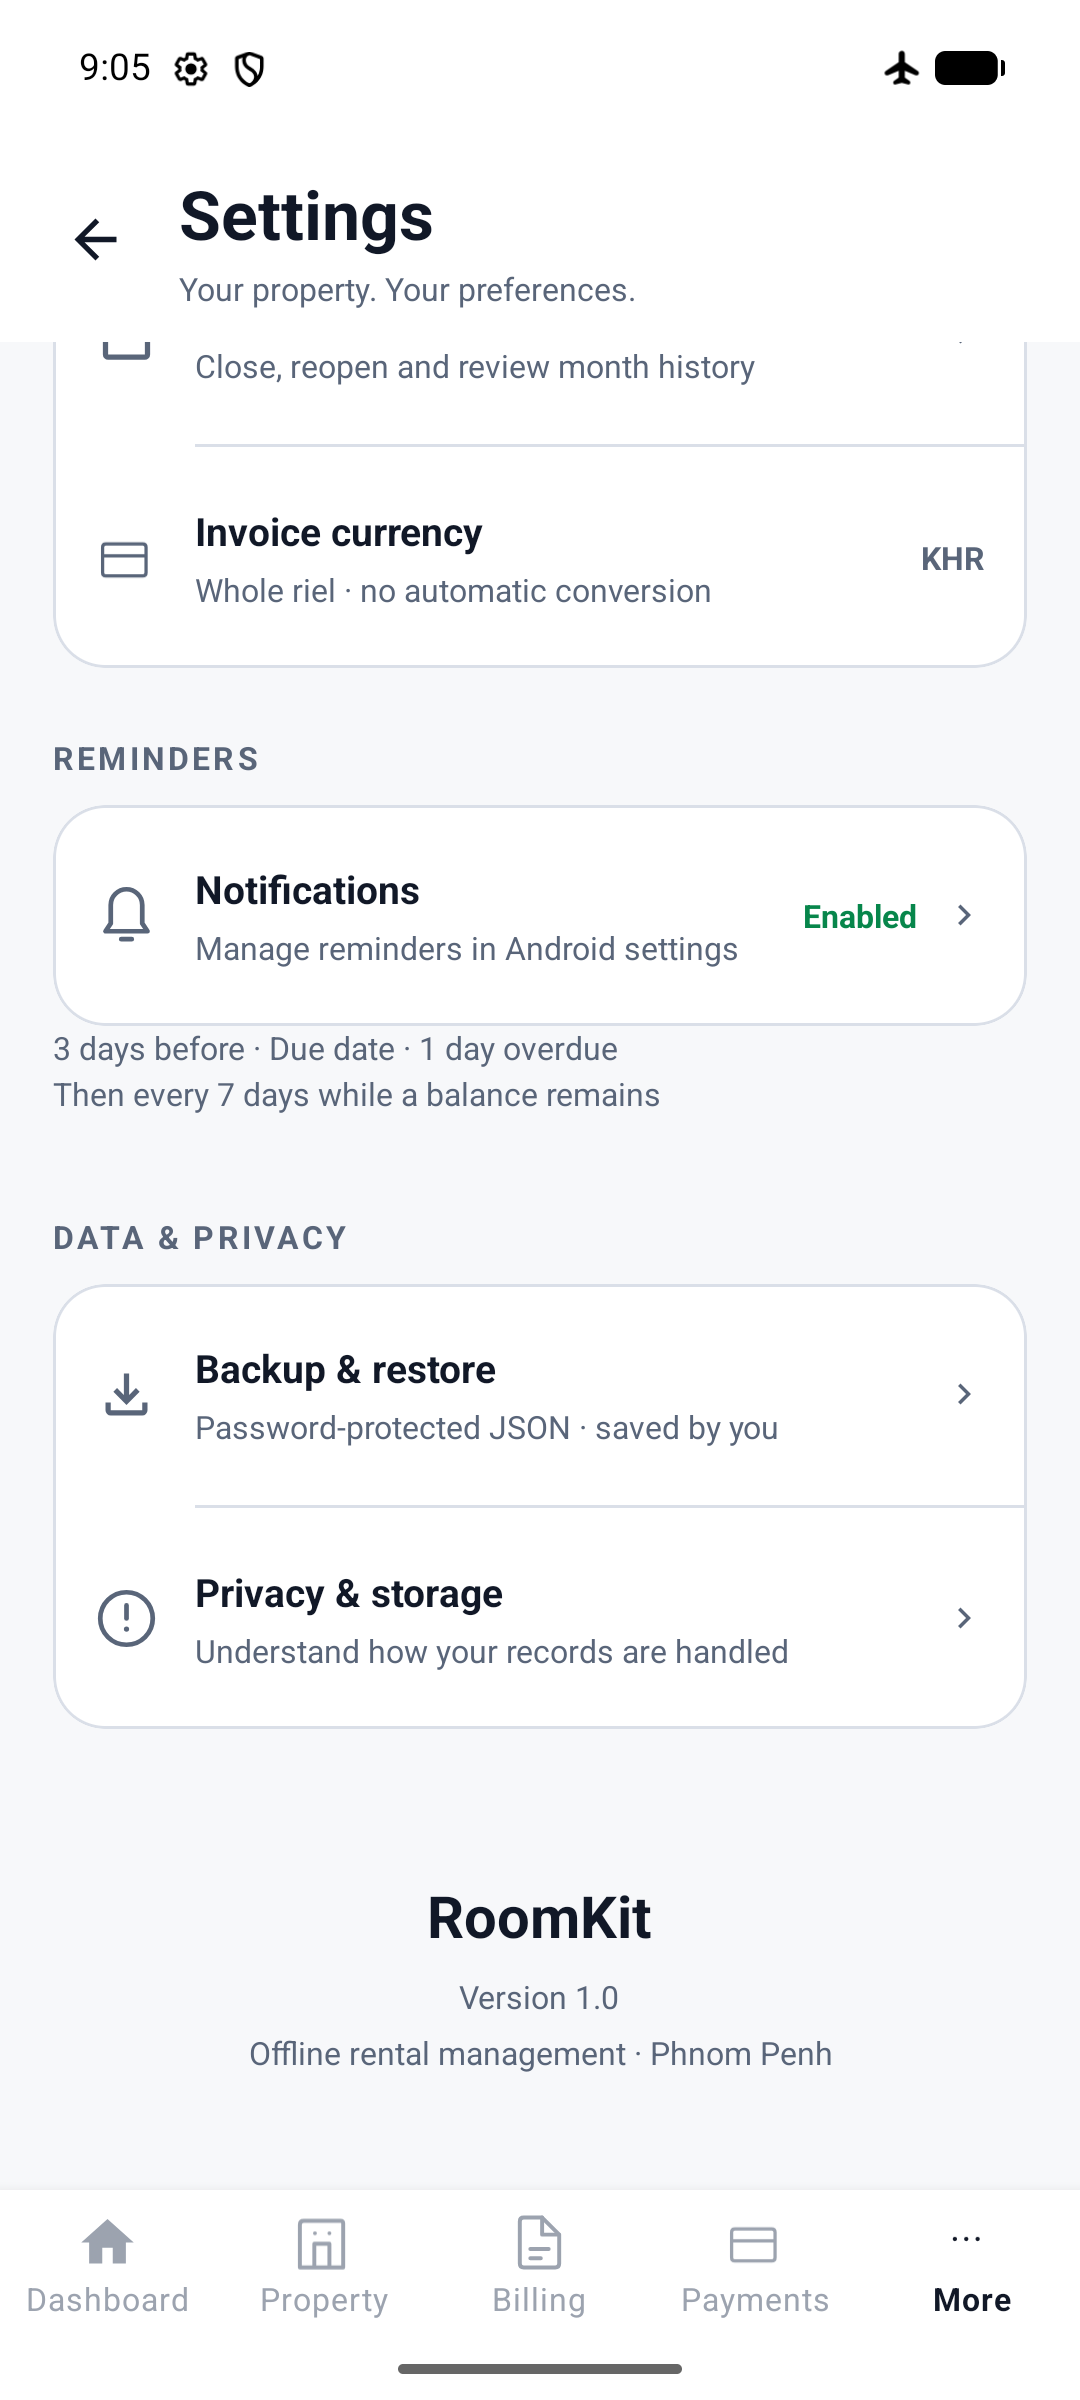 9:05
Settings
Your property. Your preferences.
Close, reopen and review month history
Invoice currency
Whole riel · no automatic conversion
KHR
REMINDERS
Notifications
Manage reminders in Android settings
Enabled
3 days before · Due date · 1 day overdue
Then every 7 days while a balance remains
DATA & PRIVACY
Backup & restore
Password-protected JSON · saved by you
Privacy & storage
Understand how your records are handled
RoomKit
Version 1.0
Offline rental management · Phnom Penh
Dashboard
Property
Billing
Payments
More